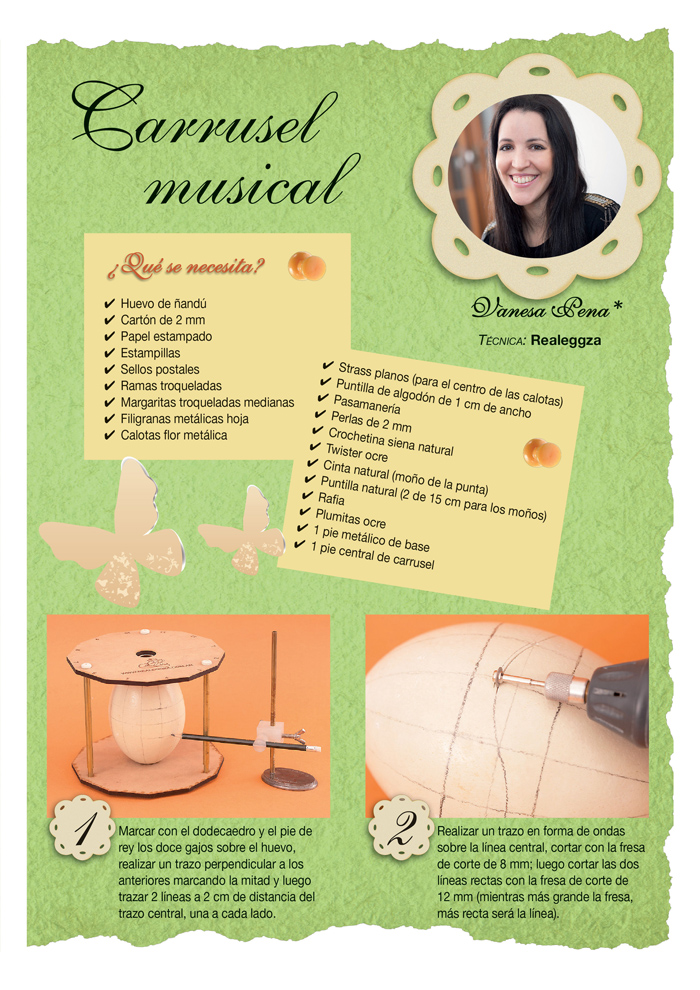 Carrusel
musical
Vanesa Pena*
TÉCNICA: Realeggza
¿Qué se necesita?
✔ Huevo de ñandú
✔ Cartón de 2 mm
✔ Papel estampado
✔ Estampillas
✔ Sellos postales
✔ Ramas troqueladas
✔ Margaritas troqueladas medianas
✔ Filigranas metálicas hoja
✔ Calotas flor metálica
✔ Strass planos (para el centro de las calotas)
✔ Puntilla de algodón de 1 cm de ancho
✔ Pasamanería
✔ Perlas de 2 mm
✔ Crochetina siena natural
✔ Twister ocre
✔ Cinta natural (moño de la punta)
✔ Puntilla natural (2 de 15 cm para los moños)
✔ Rafia
✔ Plumitas ocre
✔ 1 pie metálico de base
✔ 1 pie central de carrusel
1
Marcar con el dodecaedro y el pie de
rey los doce gajos sobre el huevo,
realizar un trazo perpendicular a los
anteriores marcando la mitad y luego
trazar 2 líneas a 2 cm de distancia del
trazo central, una a cada lado.
2
Realizar un trazo en forma de ondas
sobre la línea central, cortar con la fresa
de corte de 8 mm; luego cortar las dos
líneas rectas con la fresa de corte de
12 mm (mientras más grande la fresa,
más recta será la línea).